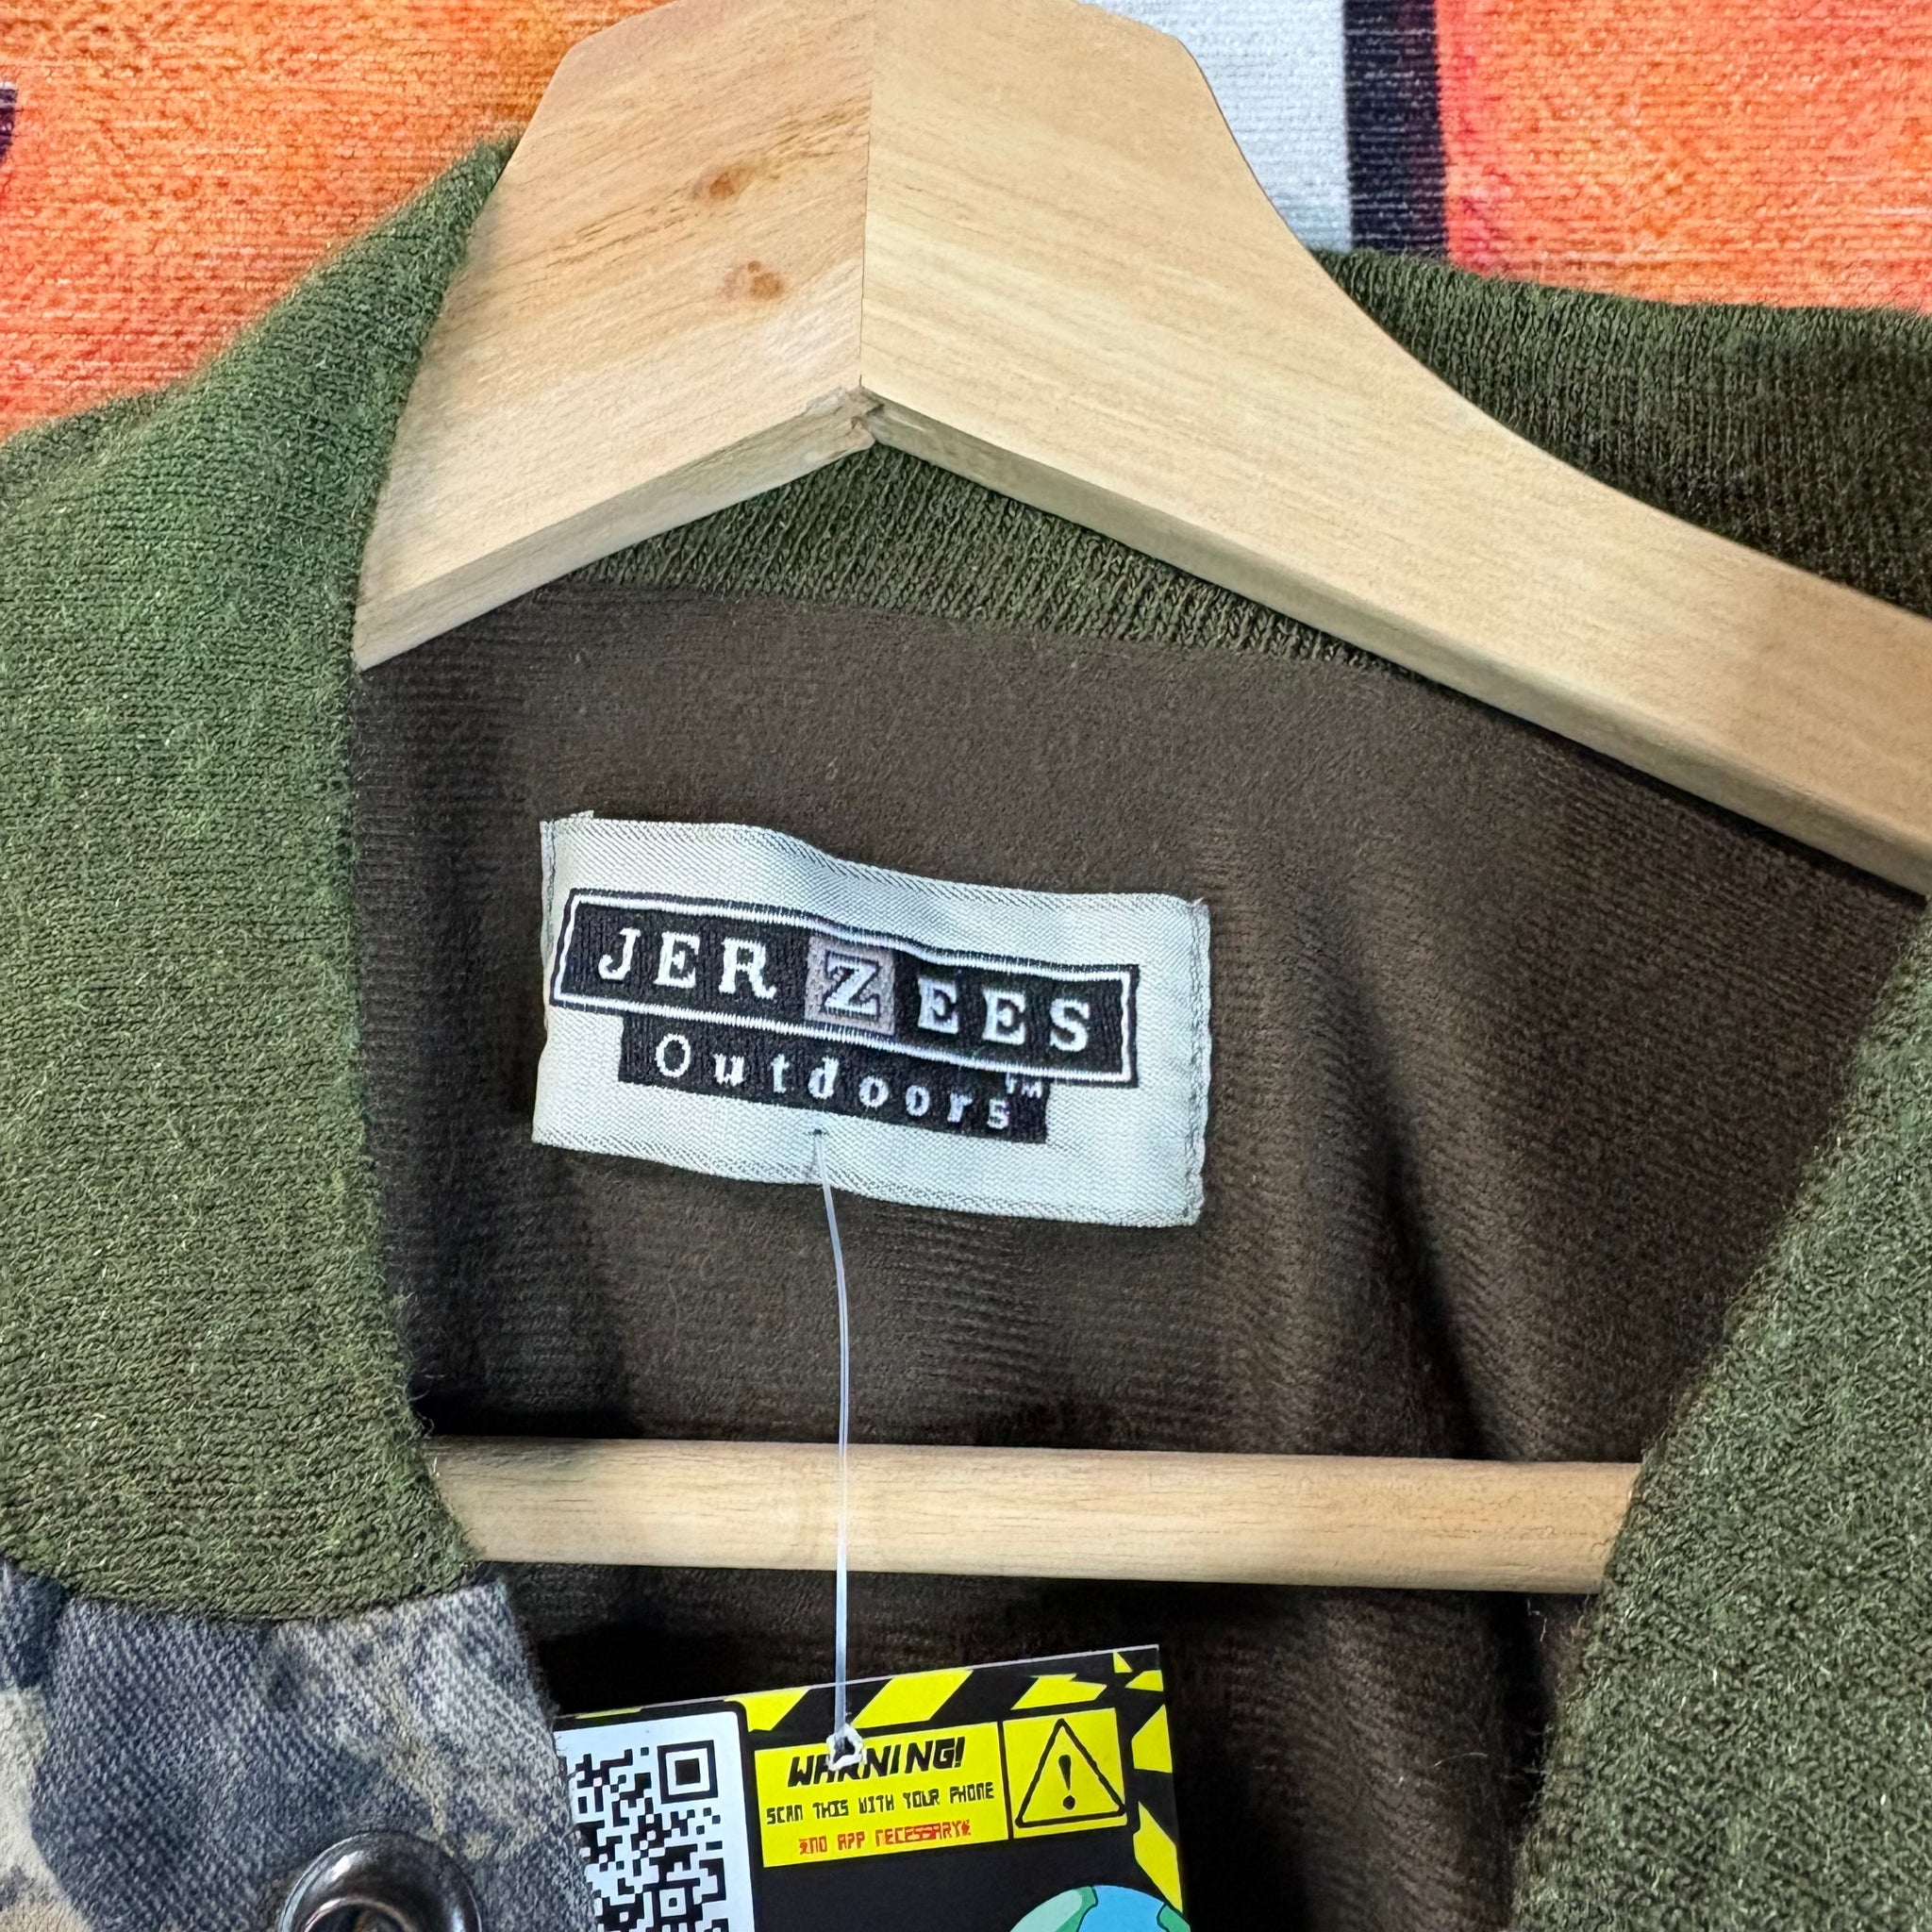 JERZEES
Outdoors™
WARNING!
SCAN THIS WITH YOUR PHONE
NO APP NECESSARY